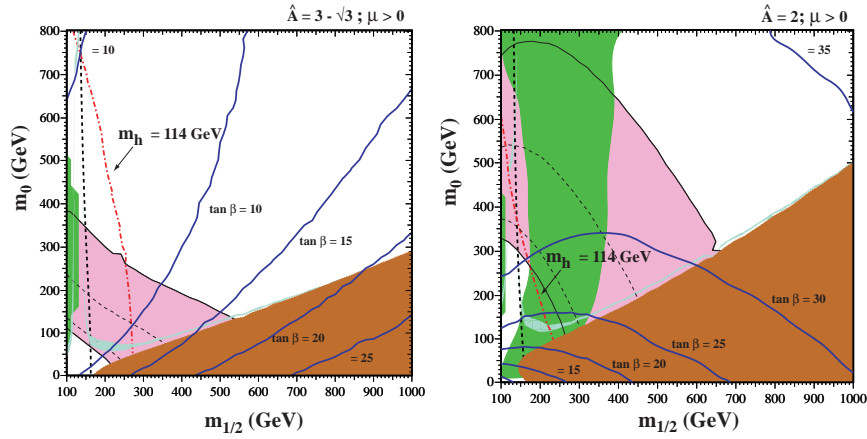 Â = 3 - √3 ; μ > 0
800
700
600
500
400
300
200
100
0
m0 (GeV)
= 10
mh = 114 GeV
tan β = 10
tan β = 15
tan β = 20
= 25
100 200 300 400 500 600 700 800 900 1000
m1/2 (GeV)
Â = 2; μ > 0
800
700
600
500
400
300
200
100
0
m0 (GeV)
= 35
mh = 114 GeV
tan β = 30
tan β = 25
tan β = 20
= 15
100 200 300 400 500 600 700 800 900 1000
m1/2 (GeV)